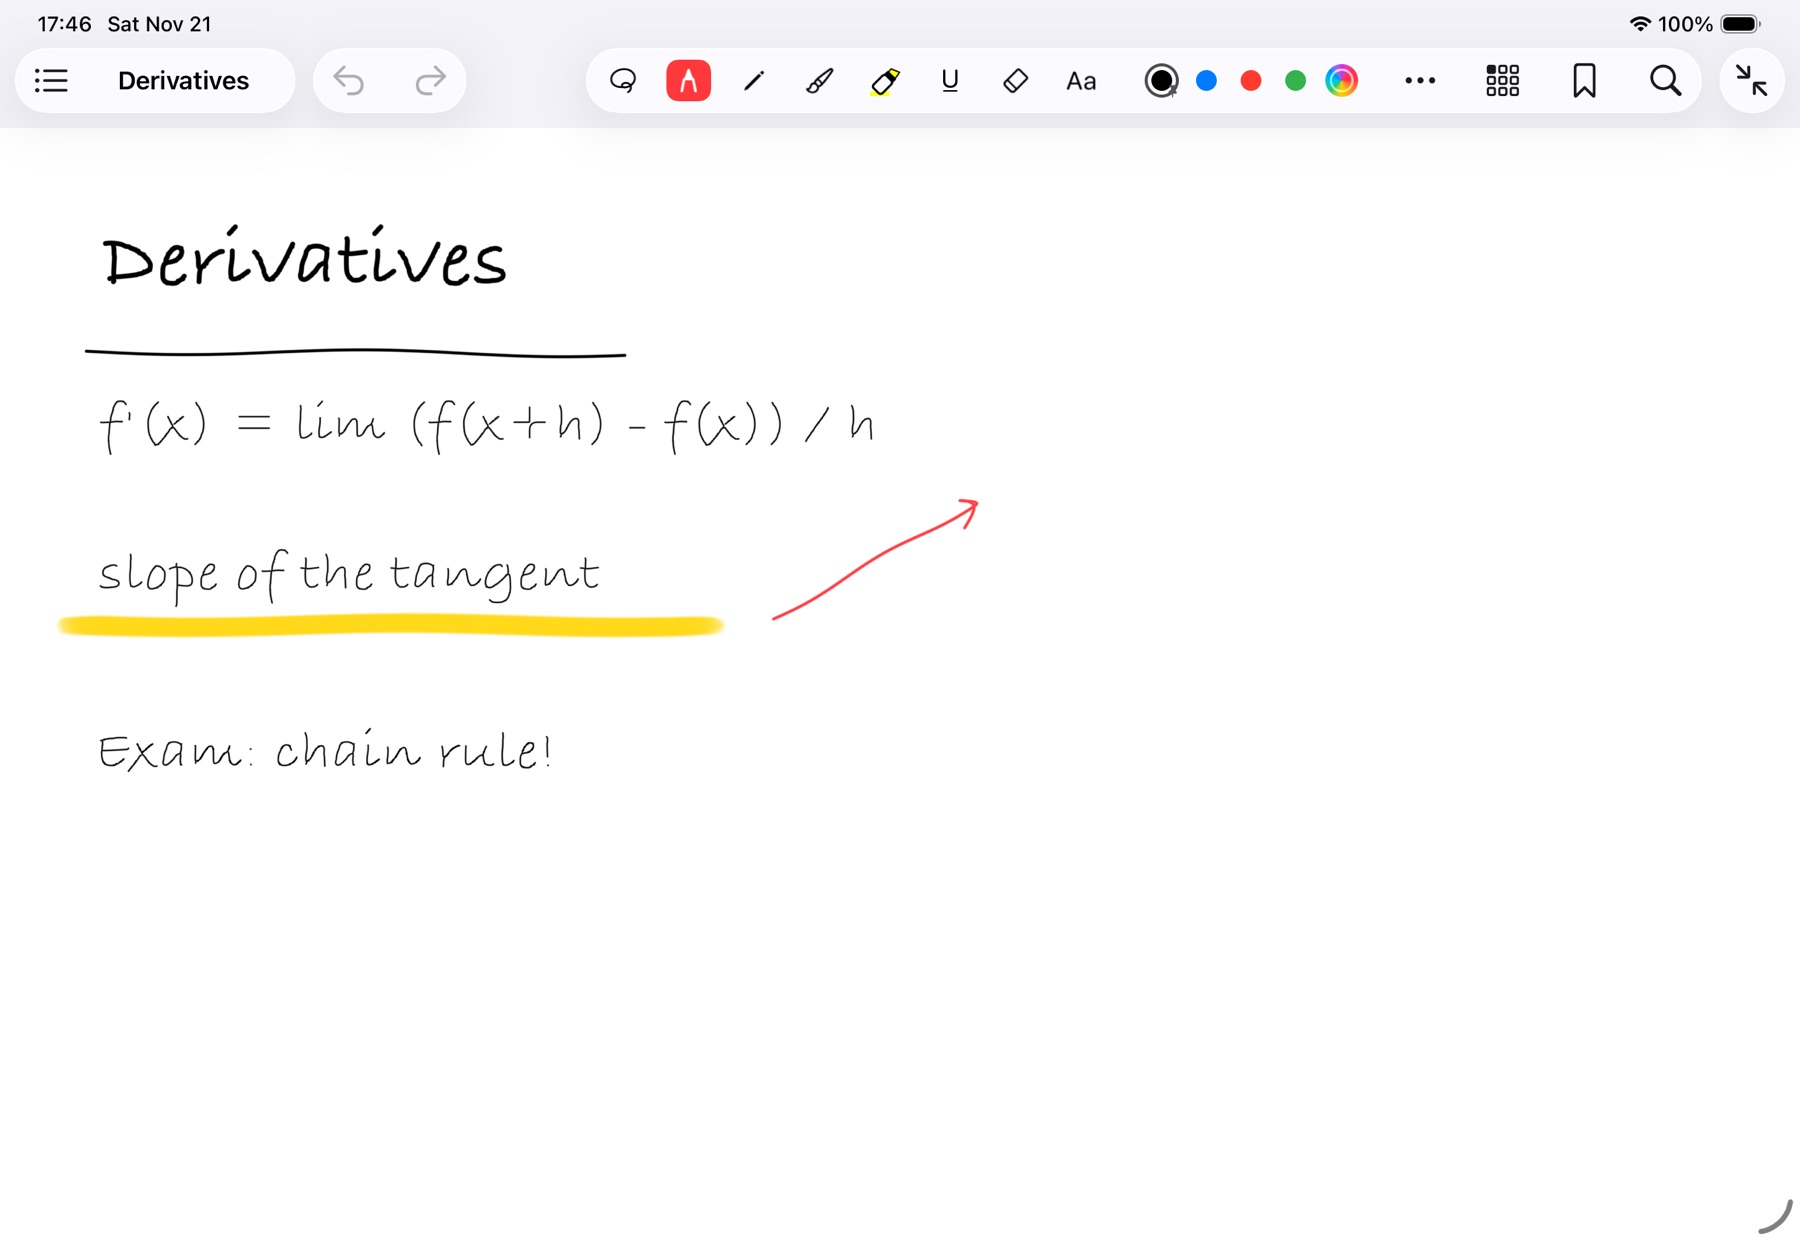 17:46 Sat Nov 21 100%
Derivatives U Aa
Derivatives
f'(x) = lim (f(x+h) - f(x)) / h
slope of the tangent
Exam: chain rule!